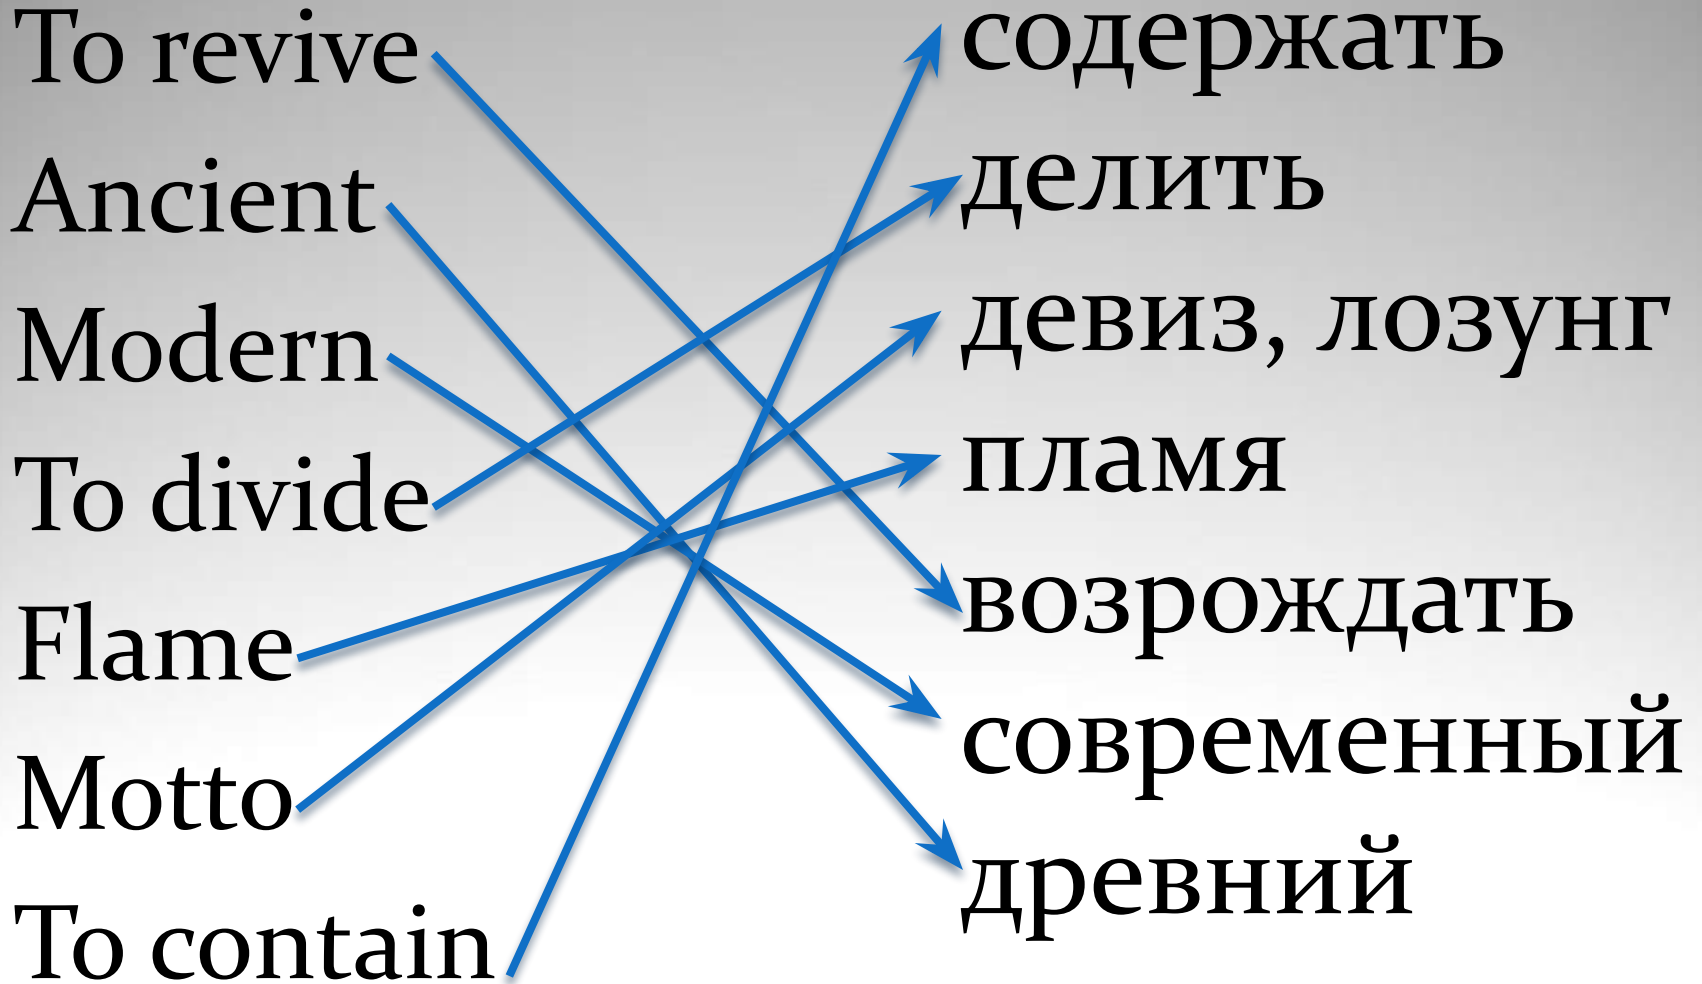 To revive
Ancient
Modern
To divide
Flame
Motto
To contain
содержать
делить
девиз, лозунг
пламя
возрождать
современный
древний